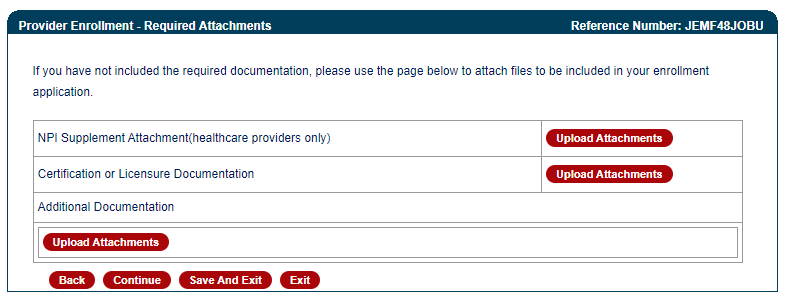 Provider Enrollment - Required Attachments Reference Number: JEMF48JOBU
If you have not included the required documentation, please use the page below to attach files to be included in your enrollment
application.
NPI Supplement Attachment(healthcare providers only) Upload Attachments
Certification or Licensure Documentation Upload Attachments
Additional Documentation
Upload Attachments
Back Continue Save And Exit Exit